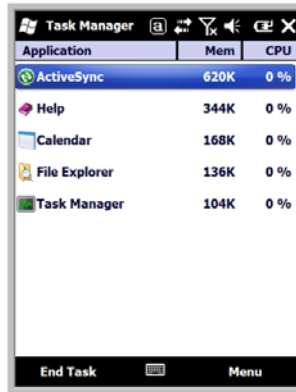 Task Manager a
Application Mem CPU
ActiveSync 620K 0 %
Help 344K 0 %
Calendar 168K 0 %
File Explorer 136K 0 %
Task Manager 104K 0 %
End Task Menu